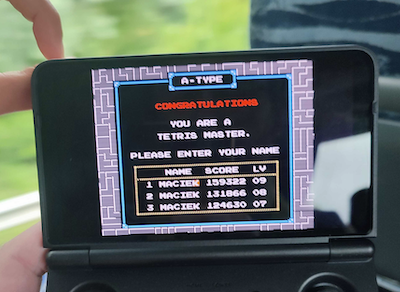 A-TYPE
CONGRATULATIONS
YOU ARE A
TETRIS MASTER.
PLEASE ENTER YOUR NAME
NAME SCORE LV
1 MACIEK 159322 09
2 MACIEK 131866 08
3 MACIEK 124630 07